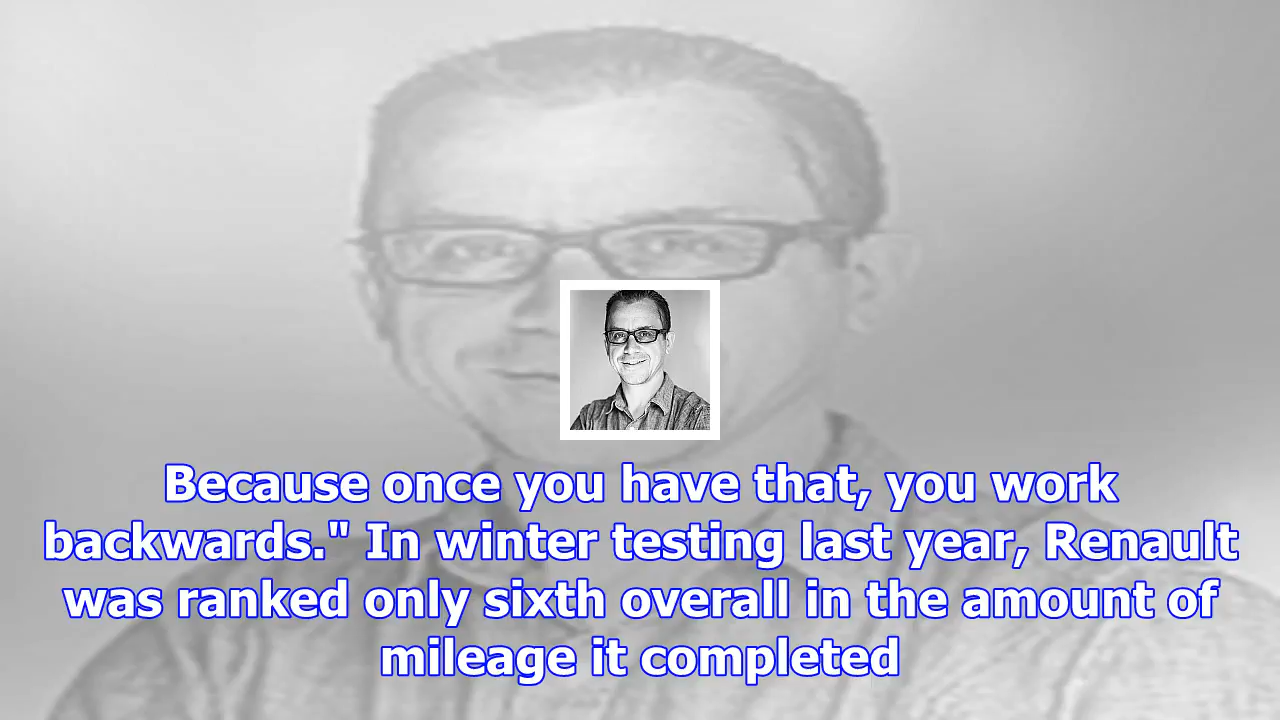 Because once you have that, you work
backwards." In winter testing last year, Renault
was ranked only sixth overall in the amount of
mileage it completed